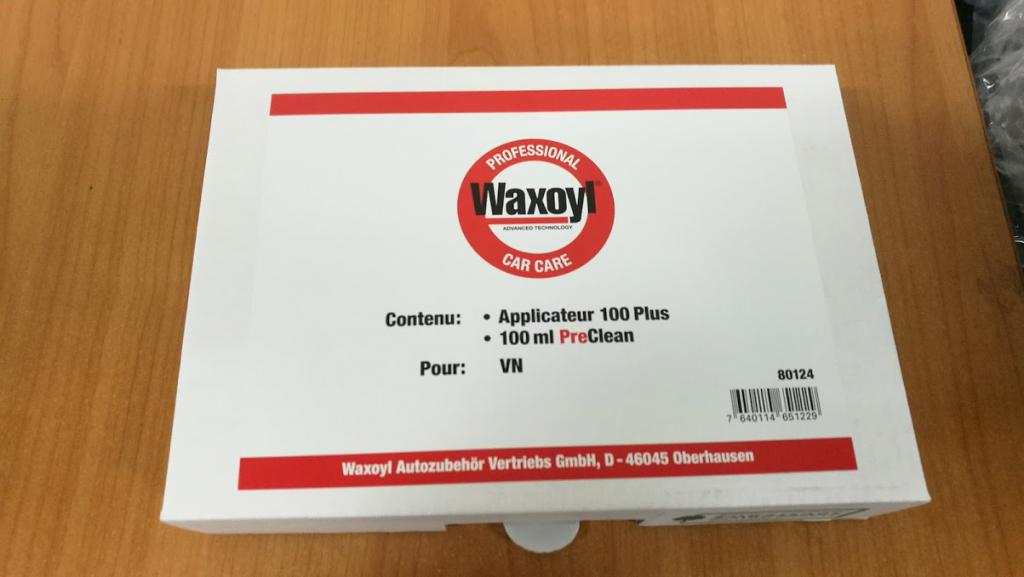 PROFESSIONAL
Waxoyl®
ADVANCED TECHNOLOGY
CAR CARE
Contenu: • Applicateur 100 Plus
• 100 ml PreClean
Pour: VN
80124
7 640114 651229
Waxoyl Autozubehör Vertriebs GmbH, D - 46045 Oberhausen